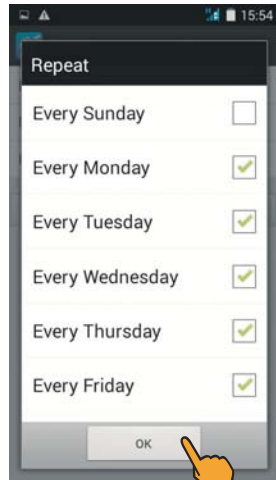 15:54
Repeat
Every Sunday
Every Monday
Every Tuesday
Every Wednesday
Every Thursday
Every Friday
OK